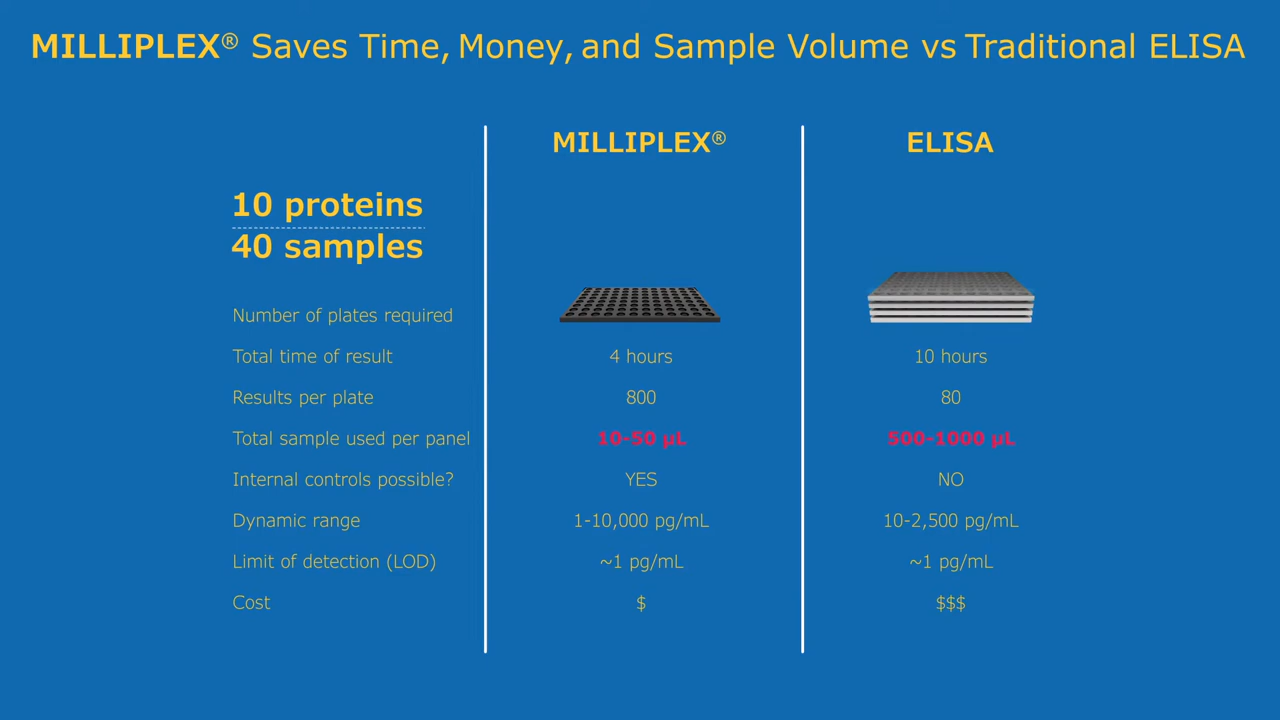 MILLIPLEX® Saves Time, Money, and Sample Volume vs Traditional ELISA
MILLIPLEX® ELISA
10 proteins
40 samples
Number of plates required
Total time of result 4 hours 10 hours
Results per plate 800 80
Total sample used per panel 10-50 µL 500-1000 µL
Internal controls possible? YES NO
Dynamic range 1-10,000 pg/mL 10-2,500 pg/mL
Limit of detection (LOD) ~1 pg/mL ~1 pg/mL
Cost $ $$$